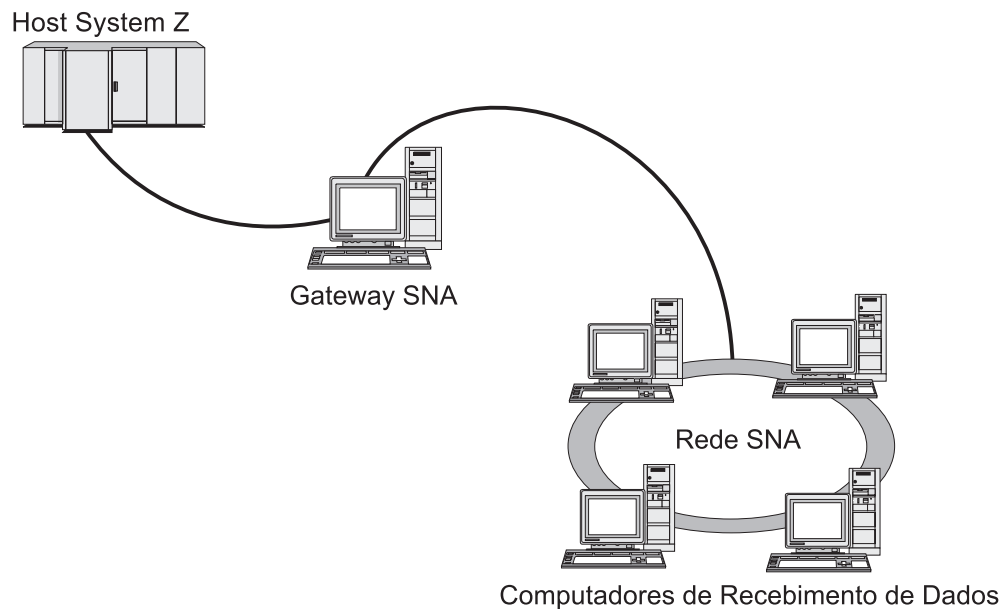 Host System Z
Gateway SNA
Rede SNA
Computadores de Recebimento de Dados